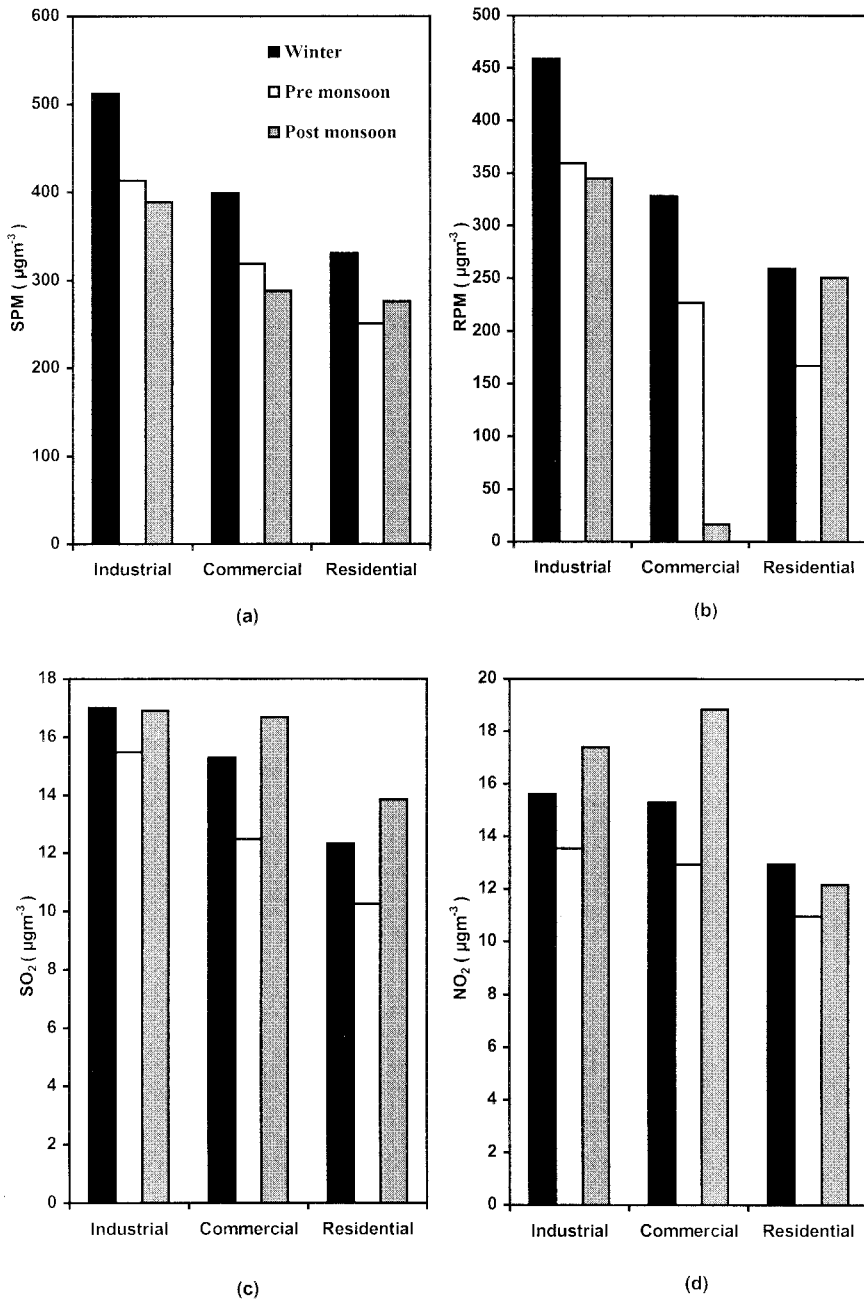 600
500
400
300
200
100
0
SPM ( µgm⁻³ )
Winter
Pre monsoon
Post monsoon
Industrial Commercial Residential
(a)
500
450
400
350
300
250
200
150
100
50
0
RPM ( µgm⁻³ )
Industrial Commercial Residential
(b)
18
16
14
12
10
8
6
4
2
0
SO₂ ( µgm⁻³ )
Industrial Commercial Residential
(c)
20
18
16
14
12
10
8
6
4
2
0
NO₂ ( µgm⁻³ )
Industrial Commercial Residential
(d)